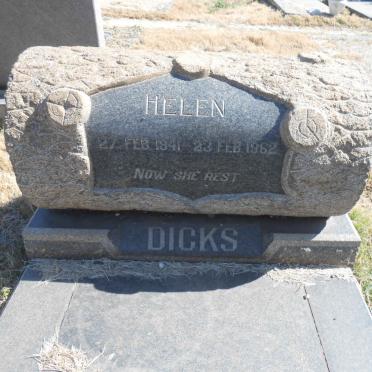 HELEN
27 FEB 1941 - 23 FEB 1962
NOW SHE REST
DICKS